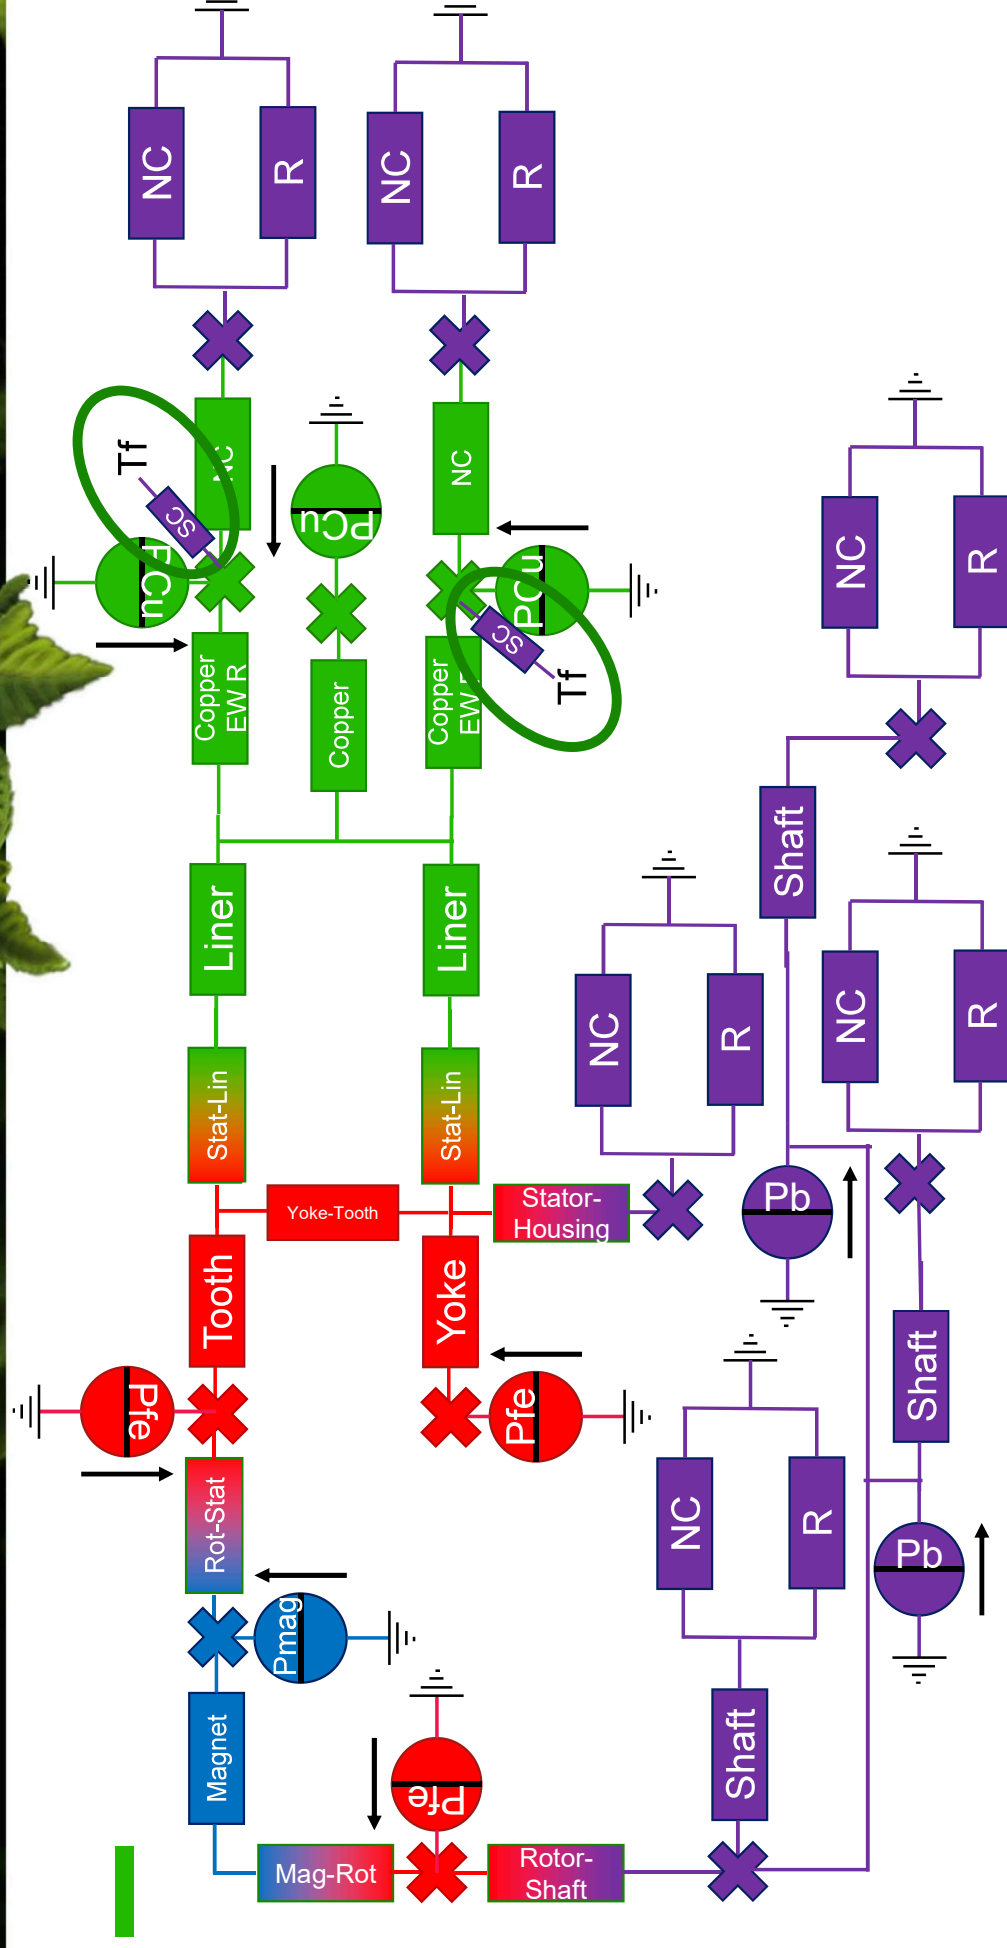 NC
R
NC
R
Tf
SC
NC
PCu
PCu
NC
PCu
SC
Tf
Copper
EW R
Copper
Copper
EW
NC
R
Shaft
Liner
Liner
NC
R
NC
R
Stat-Lin
Stat-Lin
Yoke-Tooth
Stator-
Housing
Pb
Tooth
Yoke
Shaft
Pfe
Pfe
Rot-Stat
NC
R
Pb
Pmag
Magnet
Pfe
Shaft
Mag-Rot
Rotor-
Shaft